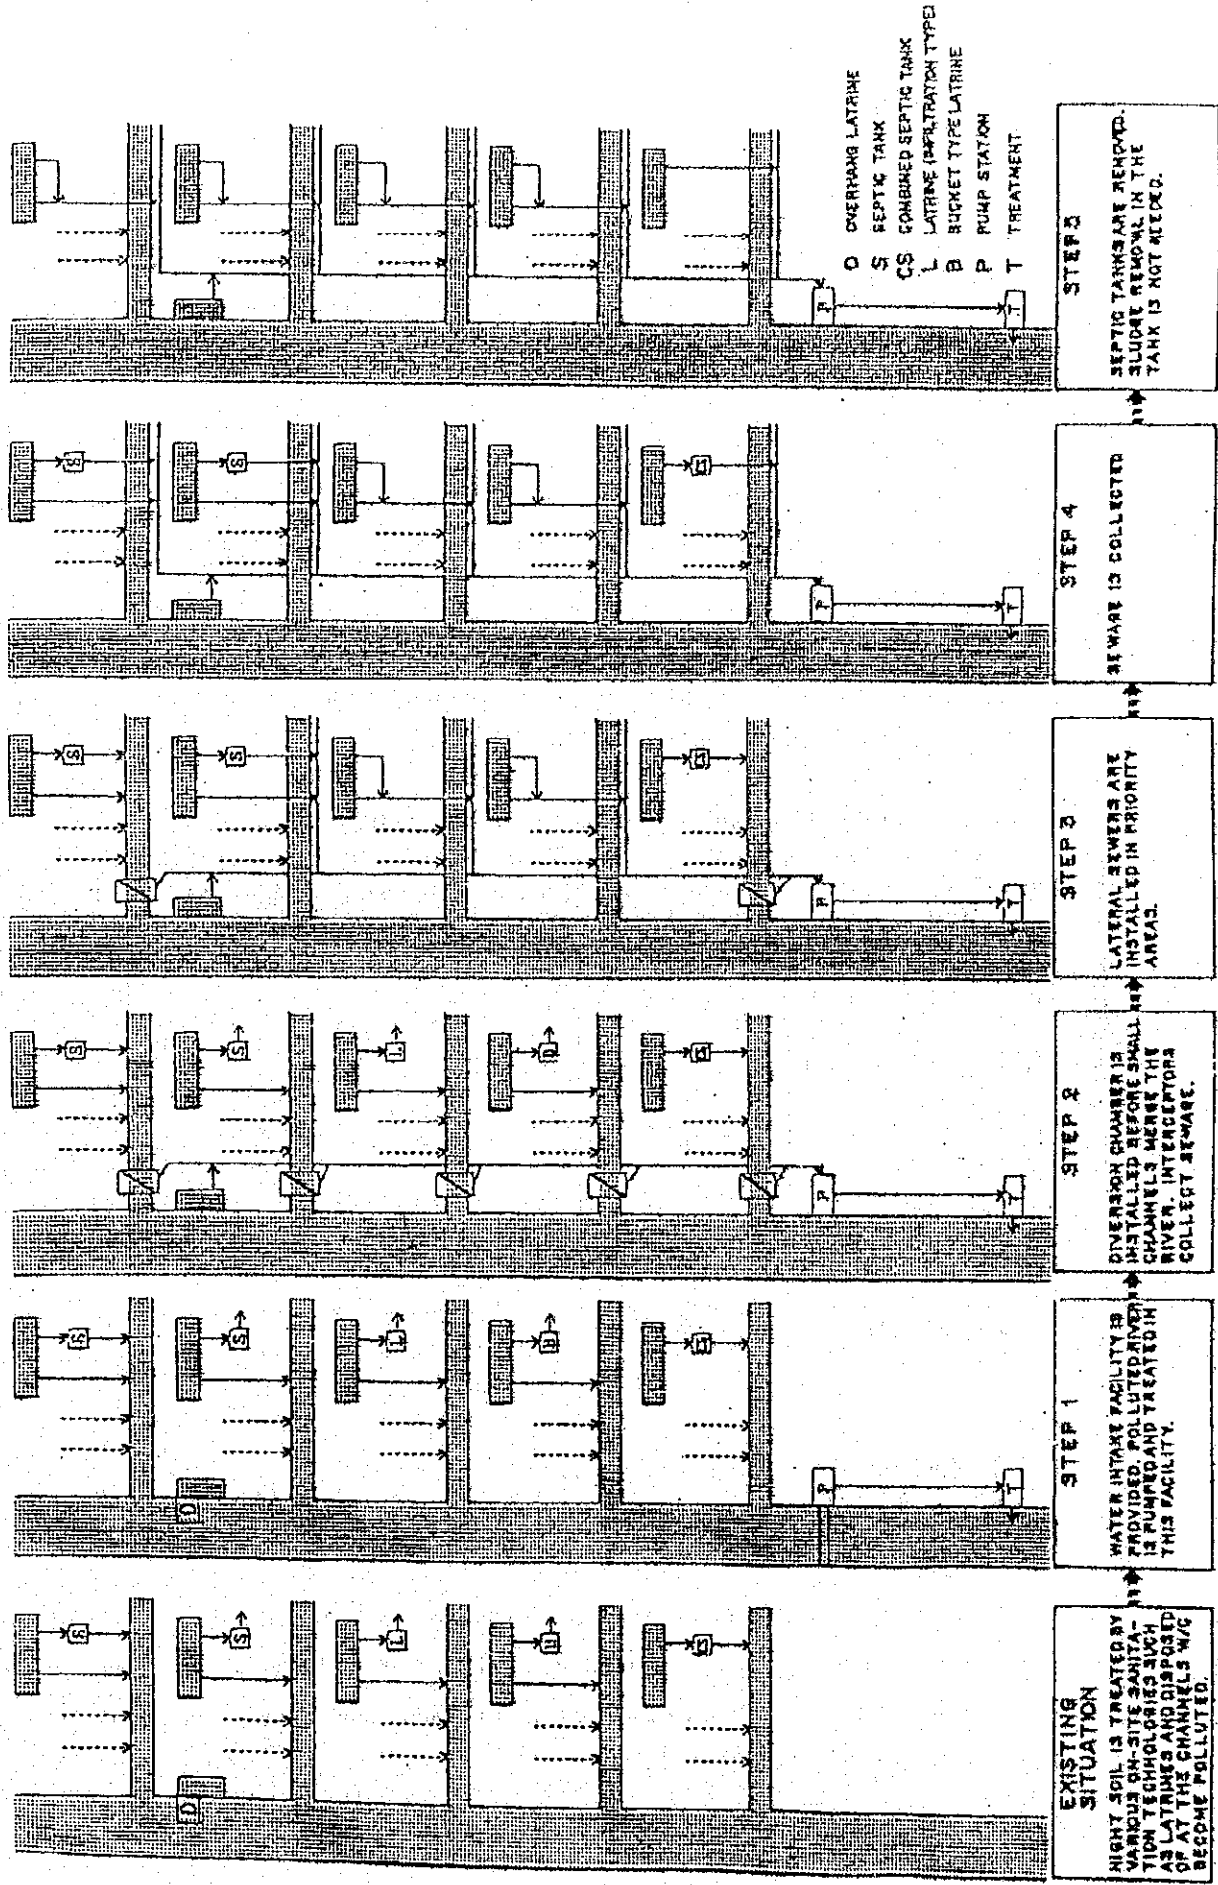 EXISTING
SITUATION
NIGHT SOIL IS TREATED BY
VARIOUS ON-SITE SANITA-
TION TECHNOLOGIES SUCH
AS LATRINES AND DISPOSED
OF AT THE CHANNELS
BECOME POLLUTED.
STEP 1
WATER INTAKE FACILITY IS
PROVIDED. POLLUTED RIVER
IS PUMPED AND TREATED IN
THIS FACILITY.
STEP 2
DIVERSION CHAMBER IS
INSTALLED BEFORE SMALL
CHANNELS MERGE THE
RIVER. INTERCEPTORS
COLLECT SEWAGE.
STEP 3
LATERAL SEWERS ARE
INSTALLED IN PRIORITY
AREAS.
STEP 4
SEWAGE IS COLLECTED
STEP 5
SEPTIC TANKS ARE REMOVED.
SLUDGE REMOVAL IN THE
TANK IS NOT NEEDED.
O OVERHANG LATRINE
S SEPTIC TANK
CS COMBINED SEPTIC TANK
L LATRINE (INFILTRATION TYPE)
B BUCKET TYPE LATRINE
P PUMP STATION
T TREATMENT
S
S
L
B
CS
O
S
S
L
B
CS
O
P
T
S
S
L
O
CS
P
T
S
S
CS
P
T
S
S
CS
P
T
P
T